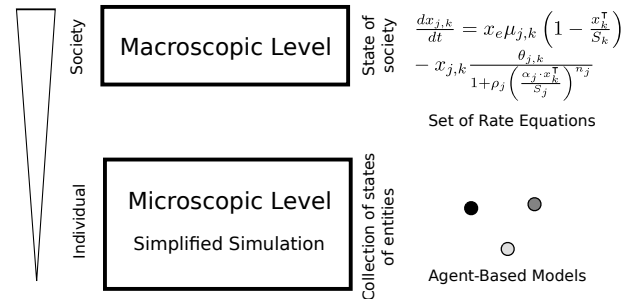 Society
Macroscopic Level
State of
society
dx_{j,k}/dt = x_e μ_{j,k} (1 − x_k^⊺/S_k)
− x_{j,k} θ_{j,k}/(1+ρ_j (α_j·x_k^⊺/S_j)^{n_j})
Set of Rate Equations
Individual
Microscopic Level
Simplified Simulation
Collection of states
of entities
Agent-Based Models